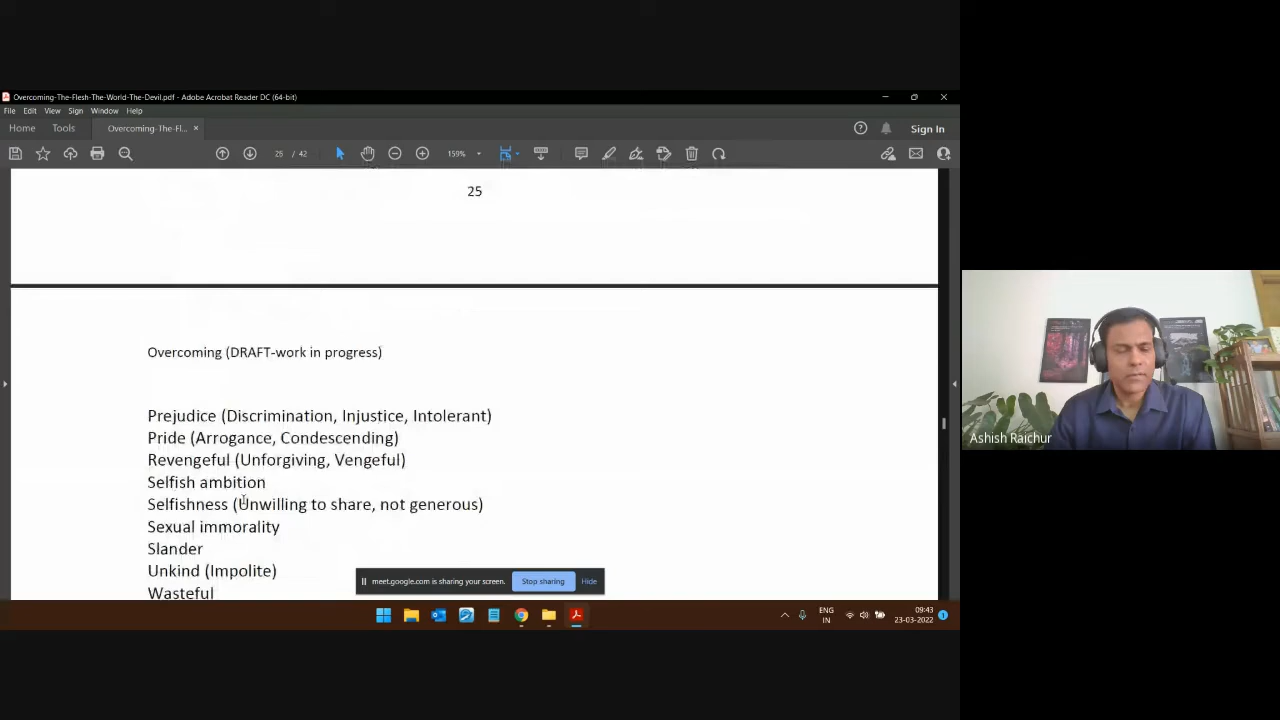 Overcoming-The-Flesh-The-World-The-Devil.pdf - Adobe Acrobat Reader DC (64-bit)
File Edit View Sign Window Help
Home Tools Overcoming-The-Fl... × Sign In
26 / 42 159%
25
Overcoming (DRAFT-work in progress)
Prejudice (Discrimination, Injustice, Intolerant)
Pride (Arrogance, Condescending)
Revengeful (Unforgiving, Vengeful)
Selfish ambition
Selfishness (Unwilling to share, not generous)
Sexual immorality
Slander
Unkind (Impolite)
Wasteful
meet.google.com is sharing your screen. Stop sharing Hide
ENG
IN
09:43
23-03-2022
Ashish Raichur